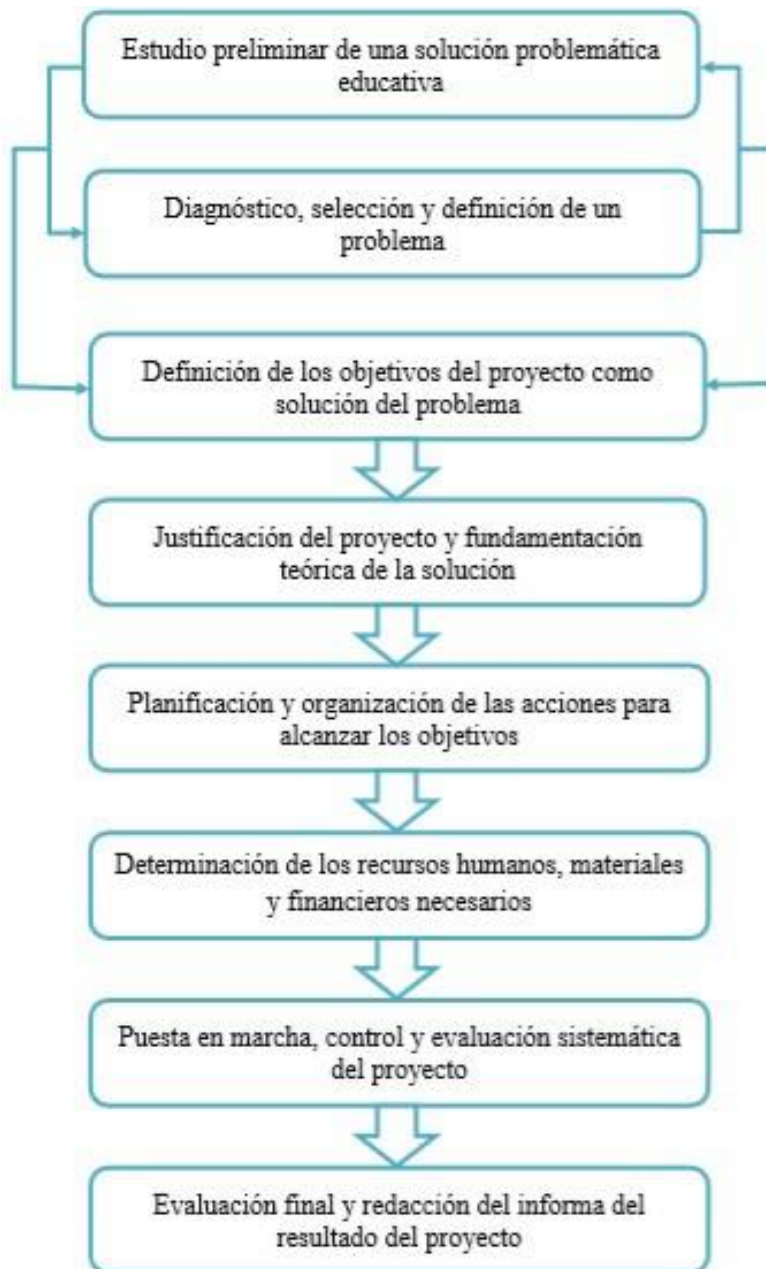 Estudio preliminar de una solución problemática
educativa
Diagnóstico, selección y definición de un
problema
Definición de los objetivos del proyecto como
solución del problema
Justificación del proyecto y fundamentación
teórica de la solución
Planificación y organización de las acciones para
alcanzar los objetivos
Determinación de los recursos humanos, materiales
y financieros necesarios
Puesta en marcha, control y evaluación sistemática
del proyecto
Evaluación final y redacción del informa del
resultado del proyecto